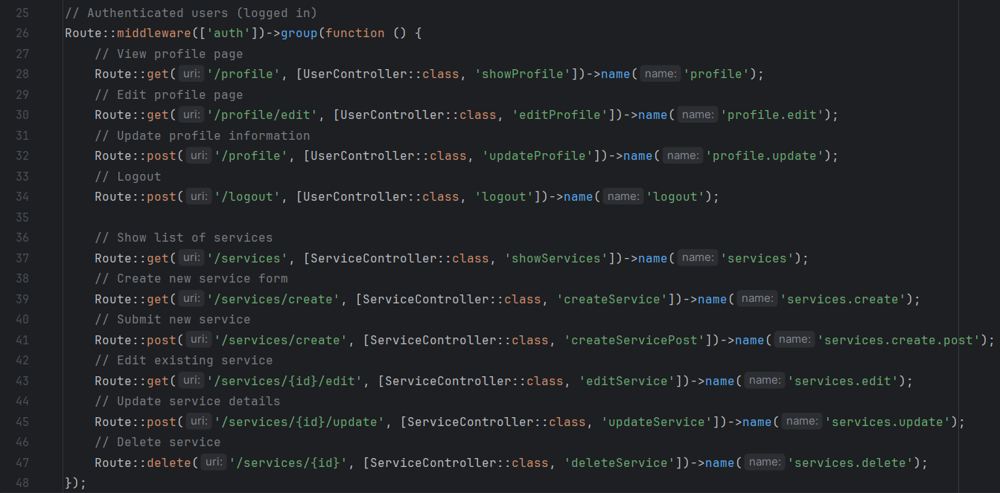 25 // Authenticated users (logged in)
26 Route::middleware(['auth'])->group(function () {
27 // View profile page
28 Route::get( uri: '/profile', [UserController::class, 'showProfile'])->name( name: 'profile');
29 // Edit profile page
30 Route::get( uri: '/profile/edit', [UserController::class, 'editProfile'])->name( name: 'profile.edit');
31 // Update profile information
32 Route::post( uri: '/profile', [UserController::class, 'updateProfile'])->name( name: 'profile.update');
33 // Logout
34 Route::post( uri: '/logout', [UserController::class, 'logout'])->name( name: 'logout');
35
36 // Show list of services
37 Route::get( uri: '/services', [ServiceController::class, 'showServices'])->name( name: 'services');
38 // Create new service form
39 Route::get( uri: '/services/create', [ServiceController::class, 'createService'])->name( name: 'services.create');
40 // Submit new service
41 Route::post( uri: '/services/create', [ServiceController::class, 'createServicePost'])->name( name: 'services.create.post');
42 // Edit existing service
43 Route::get( uri: '/services/{id}/edit', [ServiceController::class, 'editService'])->name( name: 'services.edit');
44 // Update service details
45 Route::post( uri: '/services/{id}/update', [ServiceController::class, 'updateService'])->name( name: 'services.update');
46 // Delete service
47 Route::delete( uri: '/services/{id}', [ServiceController::class, 'deleteService'])->name( name: 'services.delete');
48 });